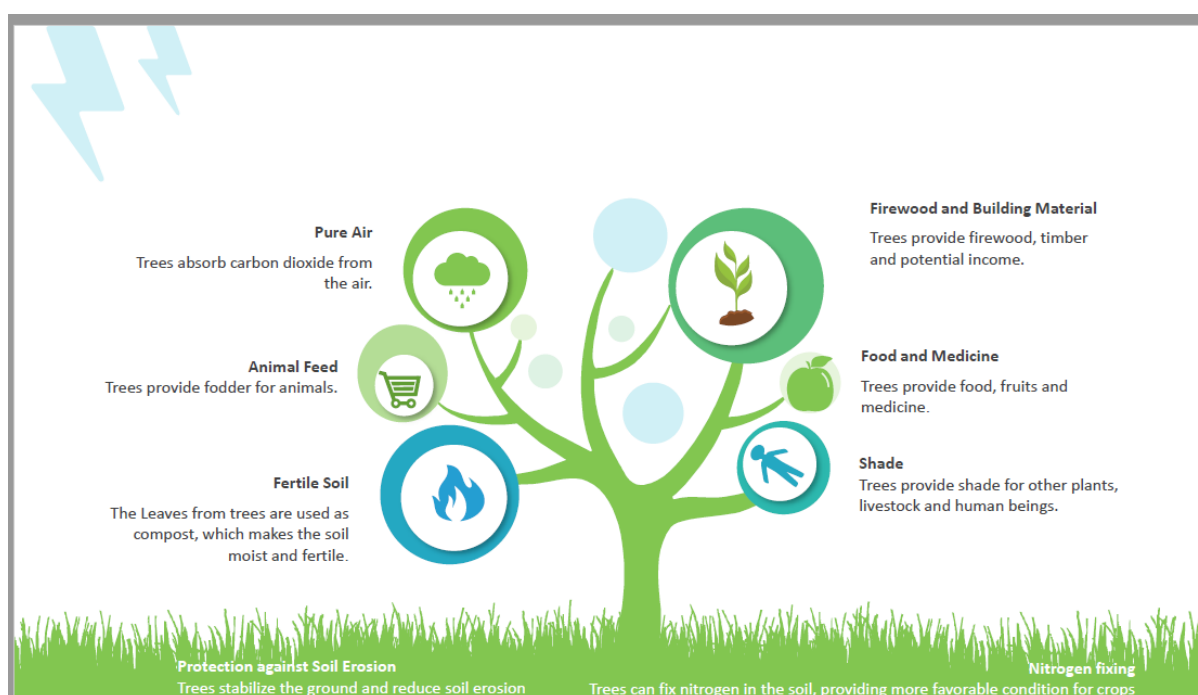 Pure Air
Trees absorb carbon dioxide from
the air.
Animal Feed
Trees provide fodder for animals.
Fertile Soil
The Leaves from trees are used as
compost, which makes the soil
moist and fertile.
Firewood and Building Material
Trees provide firewood, timber
and potential income.
Food and Medicine
Trees provide food, fruits and
medicine.
Shade
Trees provide shade for other plants,
livestock and human beings.
Protection against Soil Erosion
Trees stabilize the ground and reduce soil erosion
Nitrogen fixing
Trees can fix nitrogen in the soil, providing more favorable condition for crops